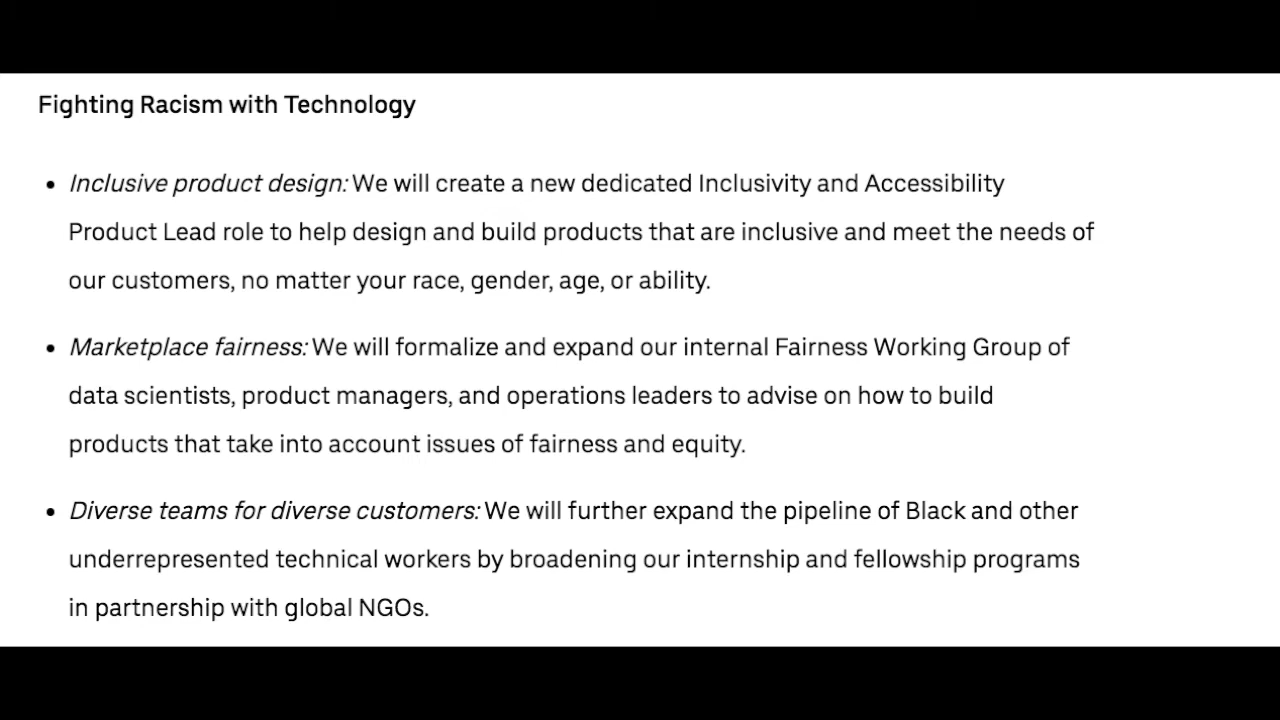 Fighting Racism with Technology
• Inclusive product design: We will create a new dedicated Inclusivity and Accessibility
Product Lead role to help design and build products that are inclusive and meet the needs of
our customers, no matter your race, gender, age, or ability.
• Marketplace fairness: We will formalize and expand our internal Fairness Working Group of
data scientists, product managers, and operations leaders to advise on how to build
products that take into account issues of fairness and equity.
• Diverse teams for diverse customers: We will further expand the pipeline of Black and other
underrepresented technical workers by broadening our internship and fellowship programs
in partnership with global NGOs.